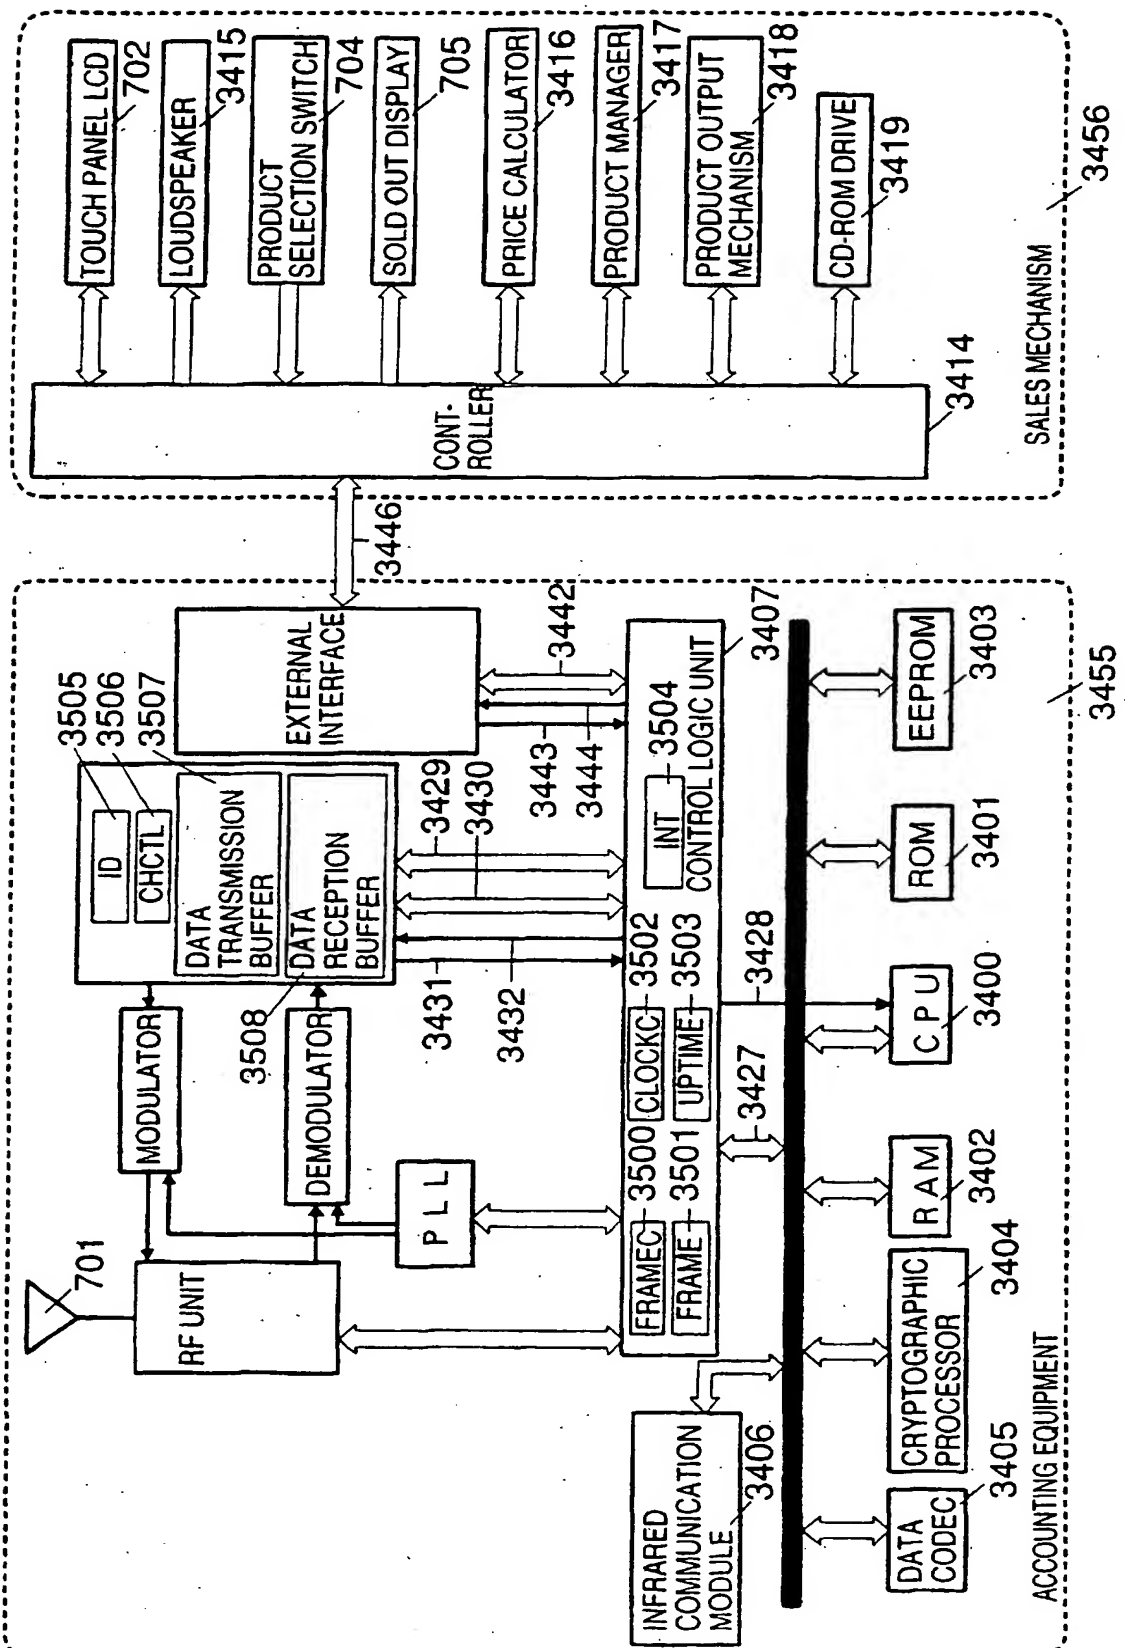 701
RF UNIT
MODULATOR
DEMODULATOR
P L L
ID
CHCTL
DATA
TRANSMISSION
BUFFER
DATA
RECEPTION
BUFFER
3505
3506
3507
3508
EXTERNAL
INTERFACE
3446
3431
3432
3429
3430
3443
3444
3442
FRAMEC
3500
FRAME
3501
CLOCKC
3502
UPTIME
3503
INT
3504
CONTROL LOGIC UNIT
3407
INFRARED
COMMUNICATION
MODULE
3406
3427
3428
DATA
CODEC
3405
CRYPTOGRAPHIC
PROCESSOR
3404
R A M
3402
C P U
3400
ROM
3401
EEPROM
3403
ACCOUNTING EQUIPMENT
3455
CONT-
ROLLER
3414
TOUCH PANEL LCD
702
LOUDSPEAKER
3415
PRODUCT
SELECTION SWITCH
704
SOLD OUT DISPLAY
705
PRICE CALCULATOR
3416
PRODUCT MANAGER
3417
PRODUCT OUTPUT
MECHANISM
3418
CD-ROM DRIVE
3419
SALES MECHANISM
3456